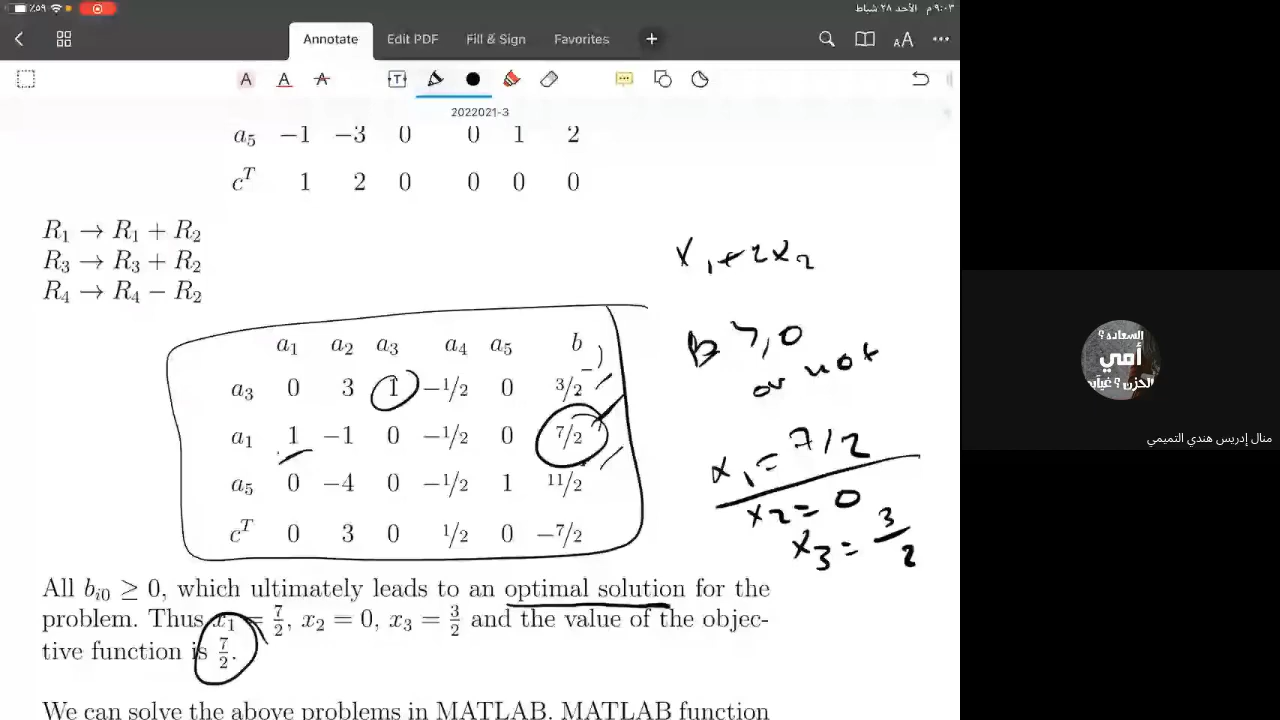 ٩:٠٣ م الأحد ٢٨ شباط
٥٩٪
Annotate Edit PDF Fill & Sign Favorites +
2022021-3
a₅ −1 −3 0 0 1 2
cᵀ 1 2 0 0 0 0
R₁ → R₁ + R₂
R₃ → R₃ + R₂
R₄ → R₄ − R₂
x₁ + 2x₂
B ≥ 0
or not
x₁ = 7/2
x₂ = 0
x₃ = 3/2
a₁ a₂ a₃ a₄ a₅ b
a₃ 0 3 1 −1/2 0 3/2
a₁ 1 −1 0 −1/2 0 7/2
a₅ 0 −4 0 −1/2 1 11/2
cᵀ 0 3 0 1/2 0 −7/2
All bᵢ₀ ≥ 0, which ultimately leads to an optimal solution for the
problem. Thus x₁ = 7/2, x₂ = 0, x₃ = 3/2 and the value of the objec-
tive function is 7/2.
We can solve the above problems in MATLAB. MATLAB function
السعادة ؟
أمي
الحزن ؟ غيابه
منال إدريس هندي التميمي